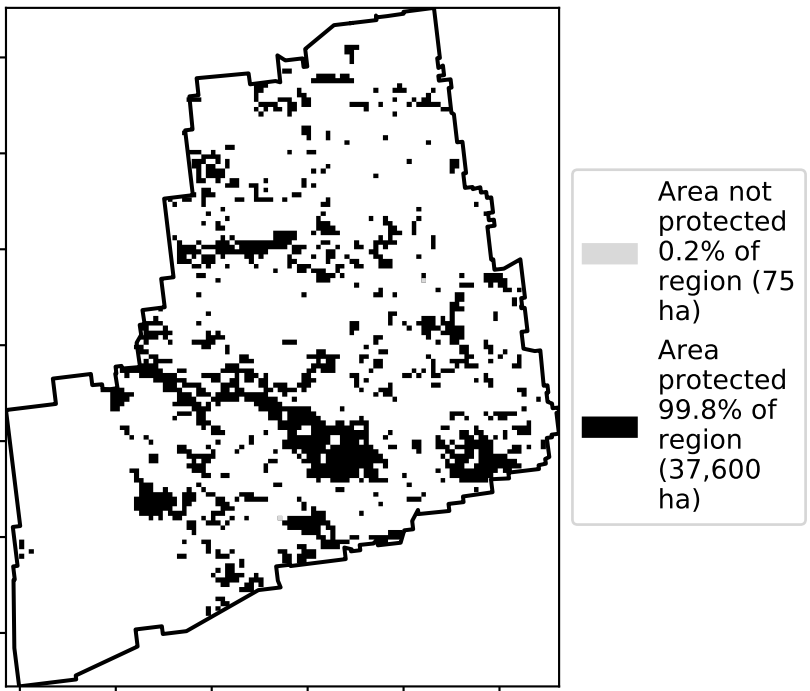 Area not
protected
0.2% of
region (75
ha)
Area
protected
99.8% of
region
(37,600
ha)